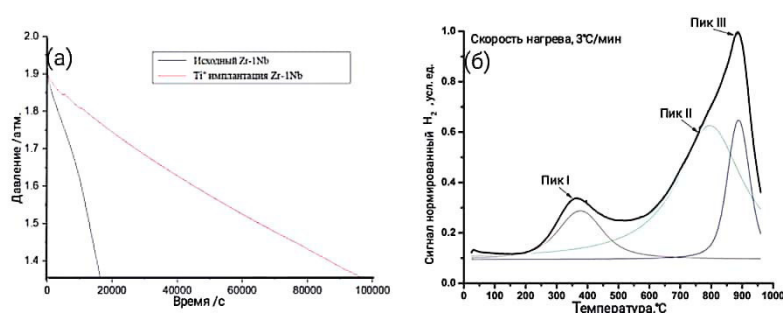 (а)
Исходный Zr-1Nb
Ti⁺ имплантация Zr-1Nb
Давление /атм.
2.0
1.9
1.8
1.7
1.6
1.5
1.4
0
20000
40000
60000
80000
100000
Время /с
(б)
Скорость нагрева, 3°С/мин
Пик III
Пик II
Пик I
Сигнал нормированный H₂ ,усл. ед.
1.0
0.8
0.6
0.4
0.2
0.0
0 100 200 300 400 500 600 700 800 900 1000
Температура,°С